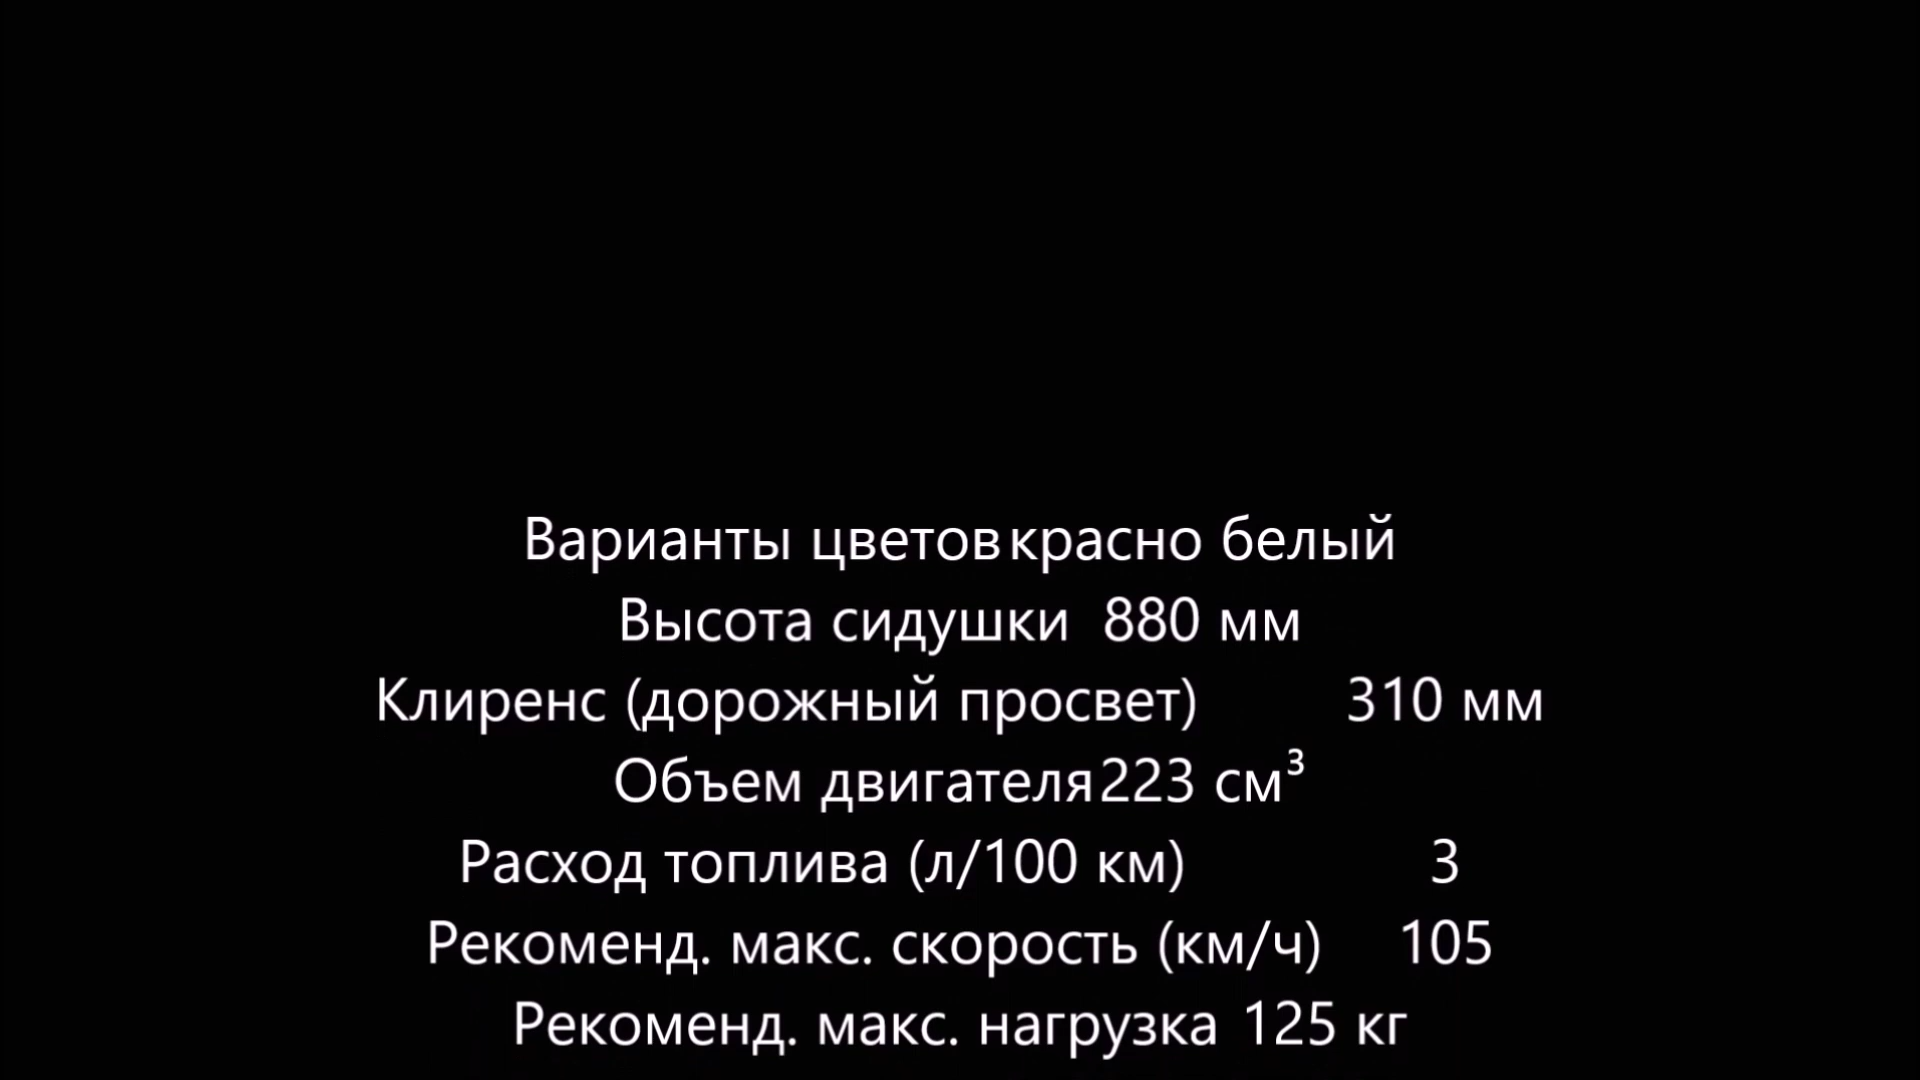 Варианты цветов красно белый
Высота сидушки 880 мм
Клиренс (дорожный просвет) 310 мм
Объем двигателя 223 см³
Расход топлива (л/100 км) 3
Рекоменд. макс. скорость (км/ч) 105
Рекоменд. макс. нагрузка 125 кг